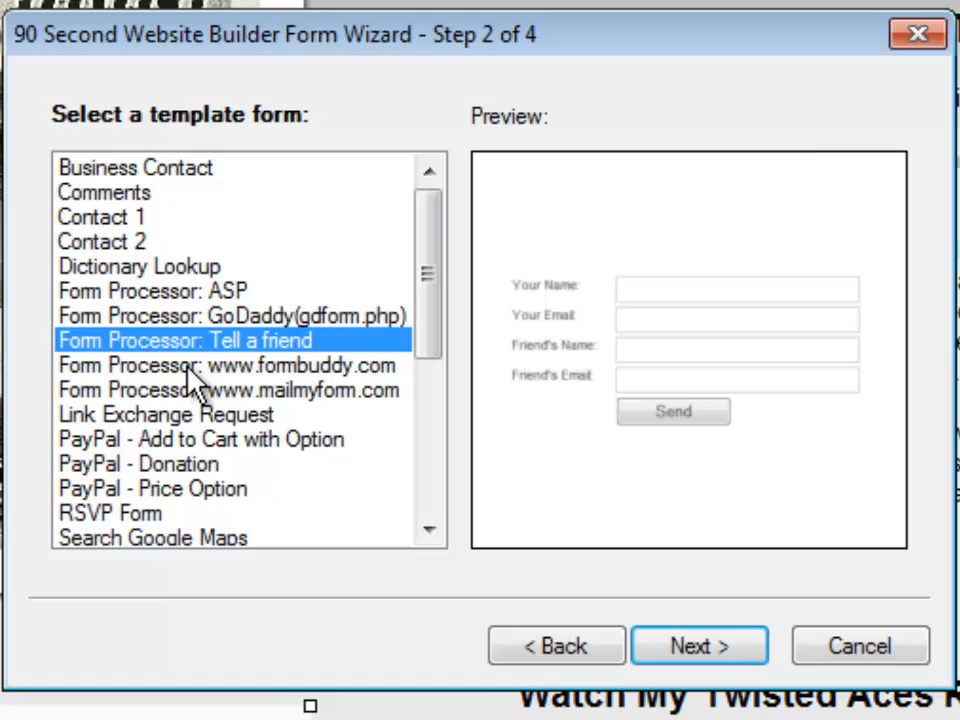 90 Second Website Builder Form Wizard - Step 2 of 4
Select a template form:
Business Contact
Comments
Contact 1
Contact 2
Dictionary Lookup
Form Processor: ASP
Form Processor: GoDaddy(gdform.php)
Form Processor: Tell a friend
Form Processor: www.formbuddy.com
Form Processor: www.mailmyform.com
Link Exchange Request
PayPal - Add to Cart with Option
PayPal - Donation
PayPal - Price Option
RSVP Form
Search Google Maps
Preview:
Your Name:
Your Email:
Friend's Name:
Friend's Email:
Send
< Back
Next >
Cancel
Watch My Twisted Aces